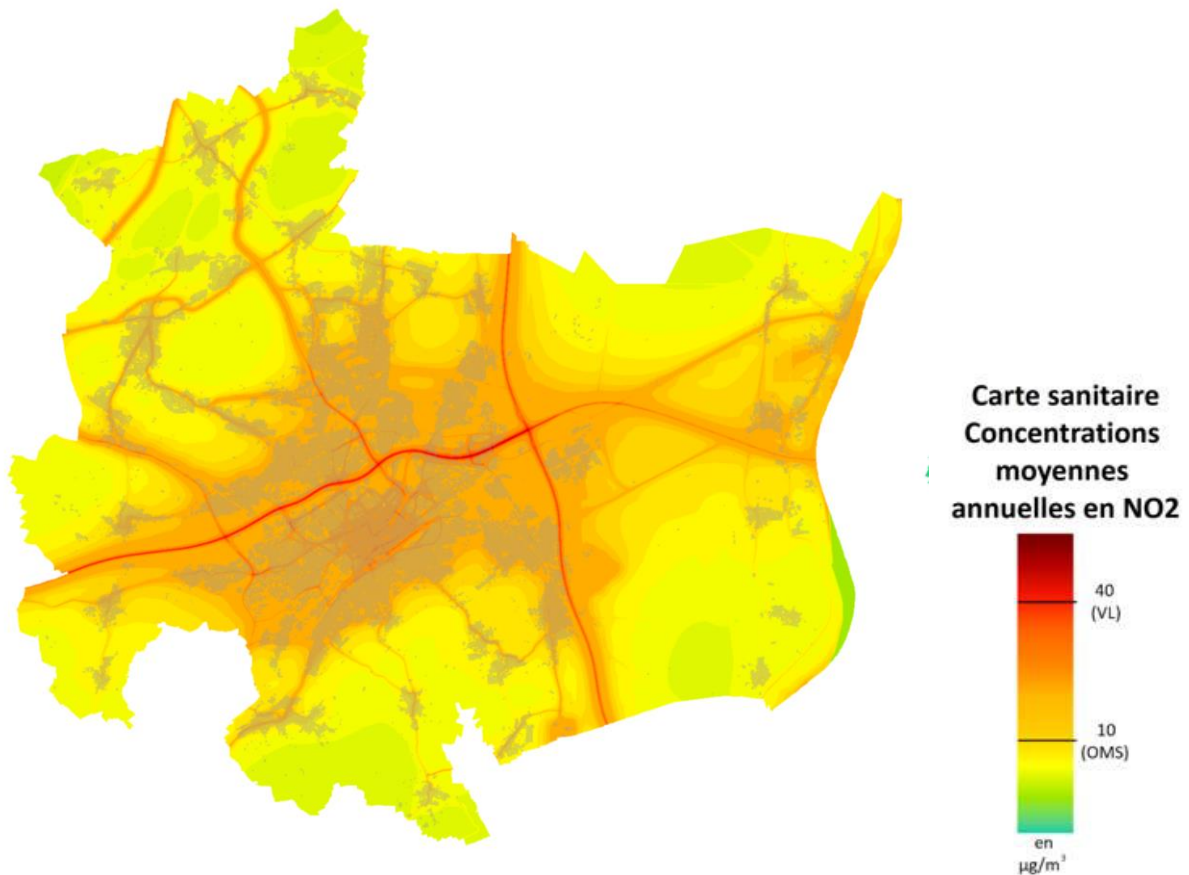 Carte sanitaire
Concentrations
moyennes
annuelles en NO2
40
(VL)
10
(OMS)
en
µg/m³